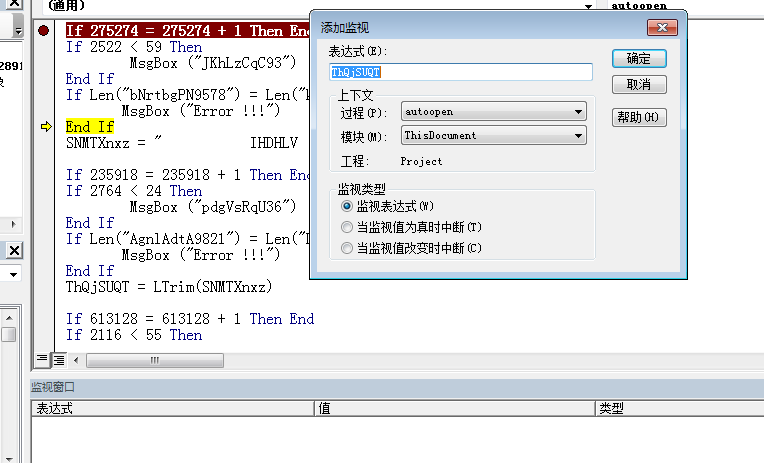 (通用)
autoopen
2891
If 275274 = 275274 + 1 Then End
If 2522 < 59 Then
MsgBox ("JKhLzCqC93")
End If
If Len("bNrtbgPN9578") = Len("
MsgBox ("Error !!!")
End If
SNMTXnxz = " IHDHLV
If 235918 = 235918 + 1 Then End
If 2764 < 24 Then
MsgBox ("pdgVsRqU36")
End If
If Len("AgnlAdtA9821") = Len("
MsgBox ("Error !!!")
End If
ThQjSUQT = LTrim(SNMTXnxz)
If 613128 = 613128 + 1 Then End
If 2116 < 55 Then
添加监视
表达式(E):
ThQjSUQT
确定
取消
帮助(H)
上下文
过程(P): autoopen
模块(M): ThisDocument
工程: Project
监视类型
监视表达式(W)
当监视值为真时中断(T)
当监视值改变时中断(C)
监视窗口
表达式 值 类型